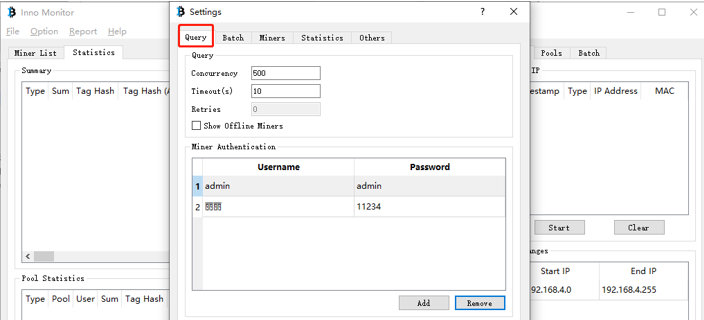 Inno Monitor
File Option Report Help
Miner List Statistics
Summary
Type Sum Tag Hash Tag Hash (A
Pool Statistics
Type Pool User Sum Tag Hash
Settings
Query Batch Miners Statistics Others
Query
Concurrency 500
Timeout(s) 10
Retries 0
Show Offline Miners
Miner Authentication
Username Password
1 admin admin
2 11234
Add Remove
Pools Batch
IP
estamp Type IP Address MAC
Start Clear
anges
Start IP End IP
92.168.4.0 192.168.4.255